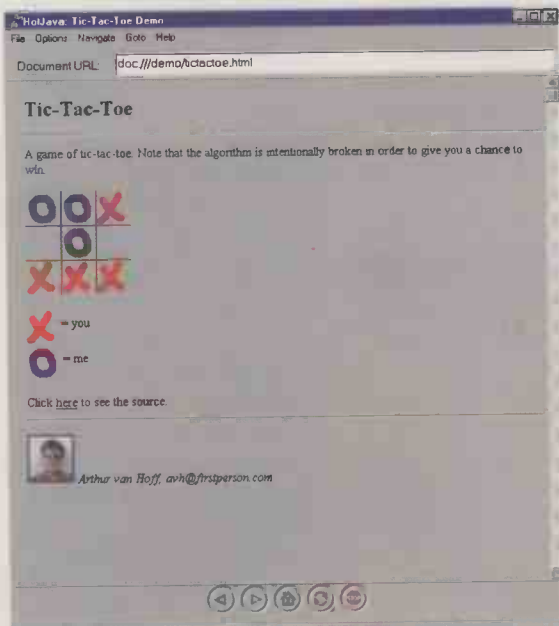 HotJava: Tic-Tac-Toe Demo
File Options Navigate Goto Help
Document URL: doc:///demo/tictactoe.html
Tic-Tac-Toe
A game of tic-tac-toe. Note that the algorithm is intentionally broken in order to give you a chance to
win.
O O X
O
X X X
X = you
O = me
Click here to see the source.
Arthur van Hoff, avh@firstperson.com